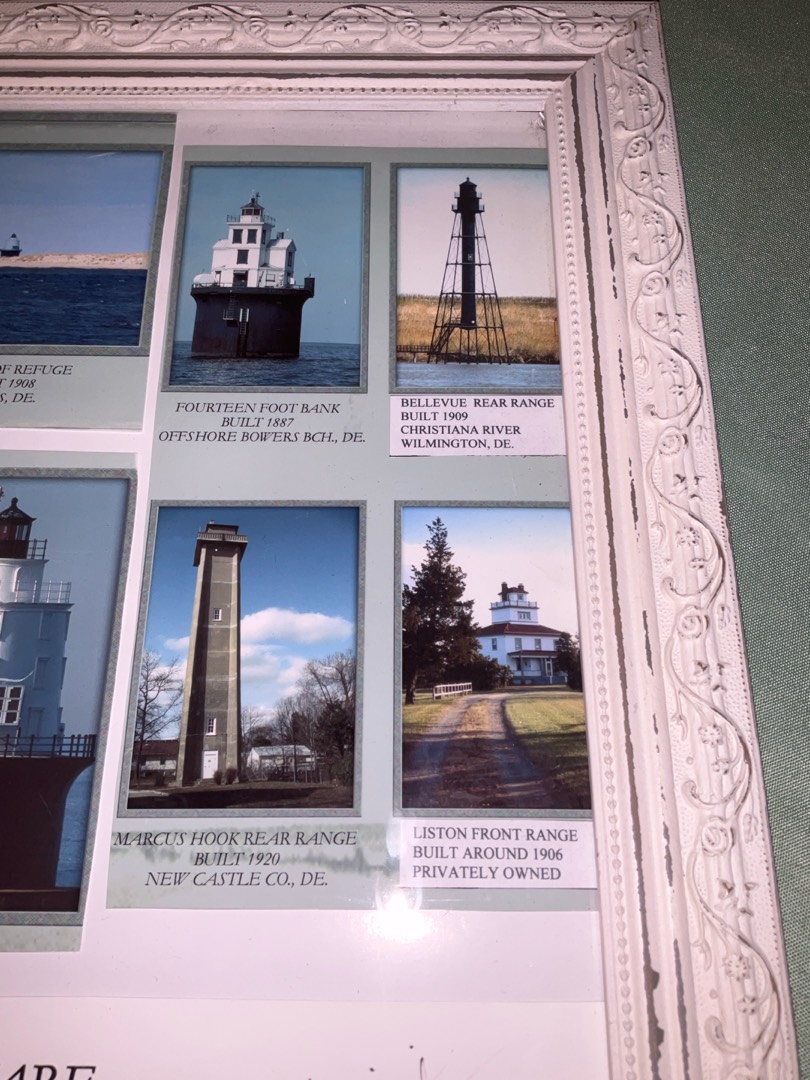 OF REFUGE
1908
S, DE.
FOURTEEN FOOT BANK
BUILT 1887
OFFSHORE BOWERS BCH., DE.
BELLEVUE REAR RANGE
BUILT 1909
CHRISTIANA RIVER
WILMINGTON, DE.
MARCUS HOOK REAR RANGE
BUILT 1920
NEW CASTLE CO., DE.
LISTON FRONT RANGE
BUILT AROUND 1906
PRIVATELY OWNED